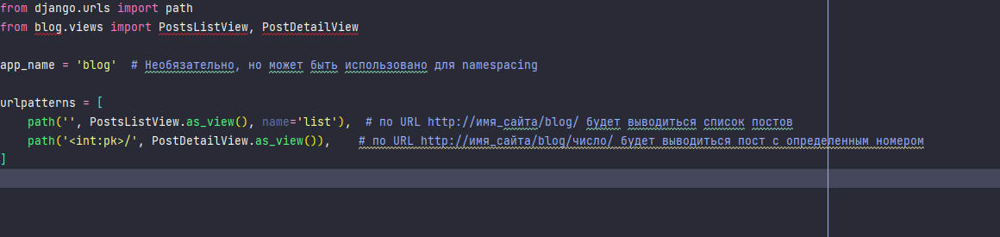 from django.urls import path
from blog.views import PostsListView, PostDetailView
app_name = 'blog'  # Необязательно, но может быть использовано для namespacing
urlpatterns = [
    path('', PostsListView.as_view(), name='list'),  # по URL http://имя_сайта/blog/ будет выводиться список постов
    path('<int:pk>/', PostDetailView.as_view()),    # по URL http://имя_сайта/blog/число/ будет выводиться пост с определенным номером
]